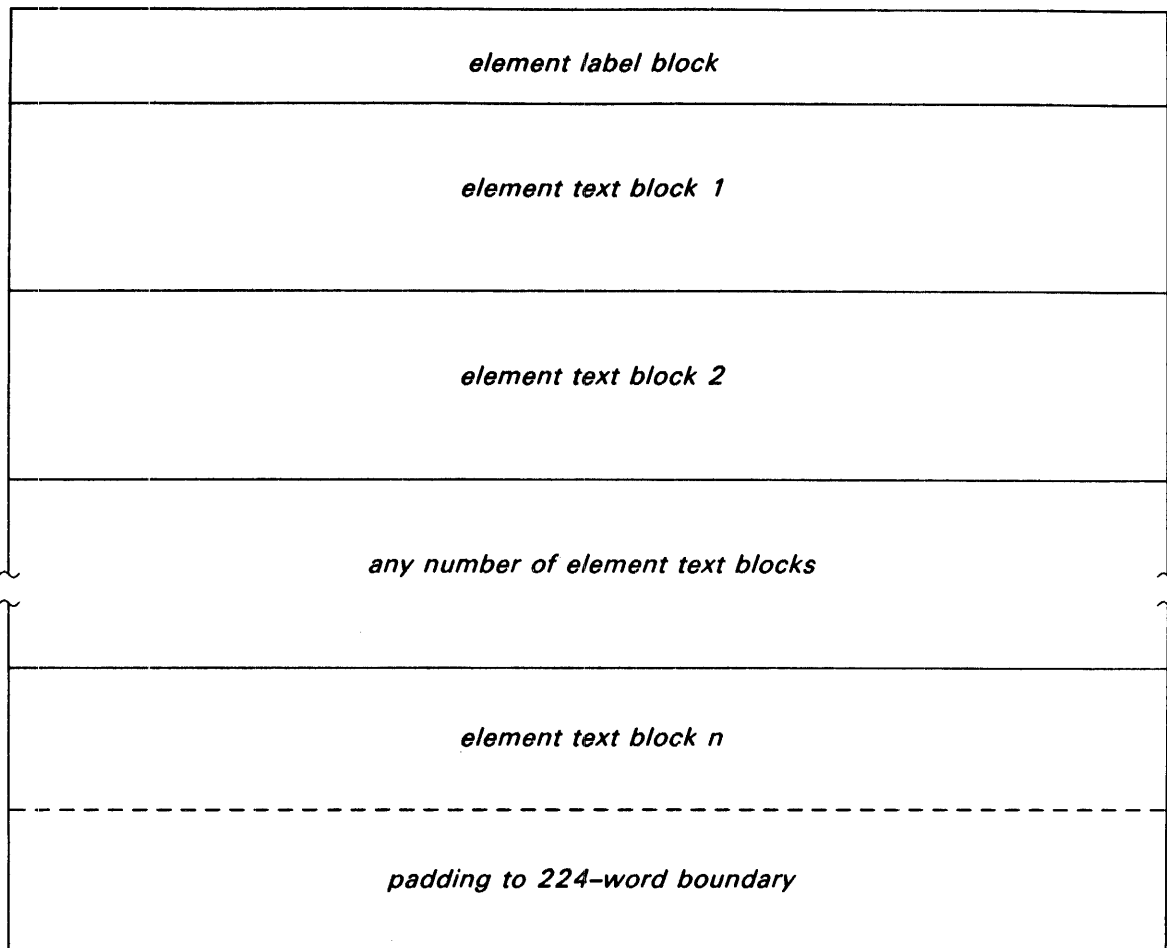 element label block
element text block 1
element text block 2
any number of element text blocks
element text block n
padding to 224-word boundary